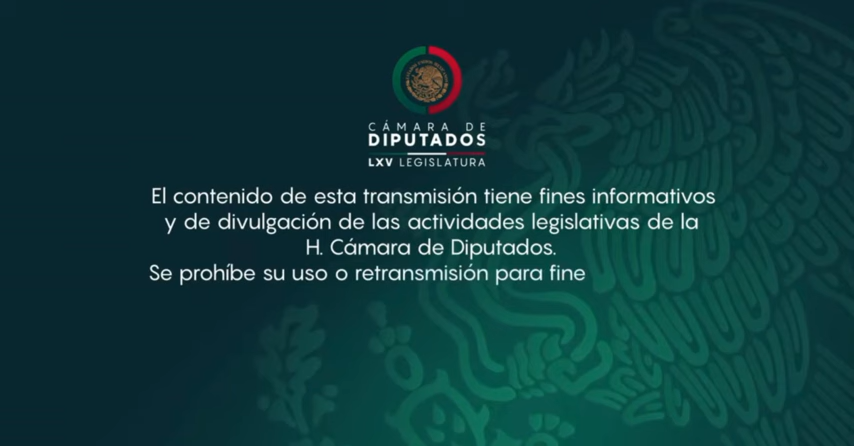 CÁMARA DE
DIPUTADOS
LXV LEGISLATURA
El contenido de esta transmisión tiene fines informativos
y de divulgación de las actividades legislativas de la
H. Cámara de Diputados.
Se prohíbe su uso o retransmisión para fine